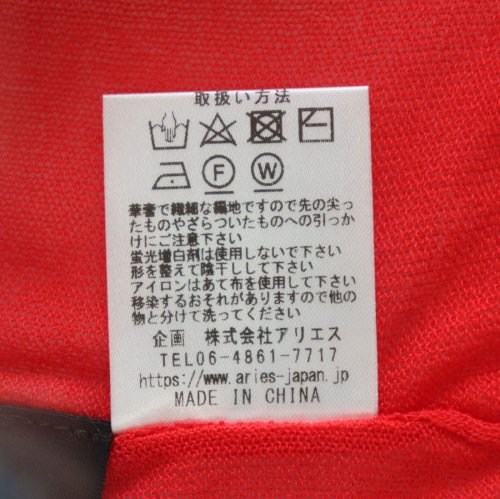 取扱い方法
F W
華奢で繊細な編地ですので先の尖っ
たものやざらついたものへの引っか
けにご注意下さい
蛍光増白剤は使用しないで下さい
形を整えて陰干しして下さい
アイロンはあて布を使用して下さい
移染するおそれがありますので他の
物と分けて洗ってください
企画 株式会社アリエス
TEL06-4861-7717
https://www.aries-japan.jp
MADE IN CHINA